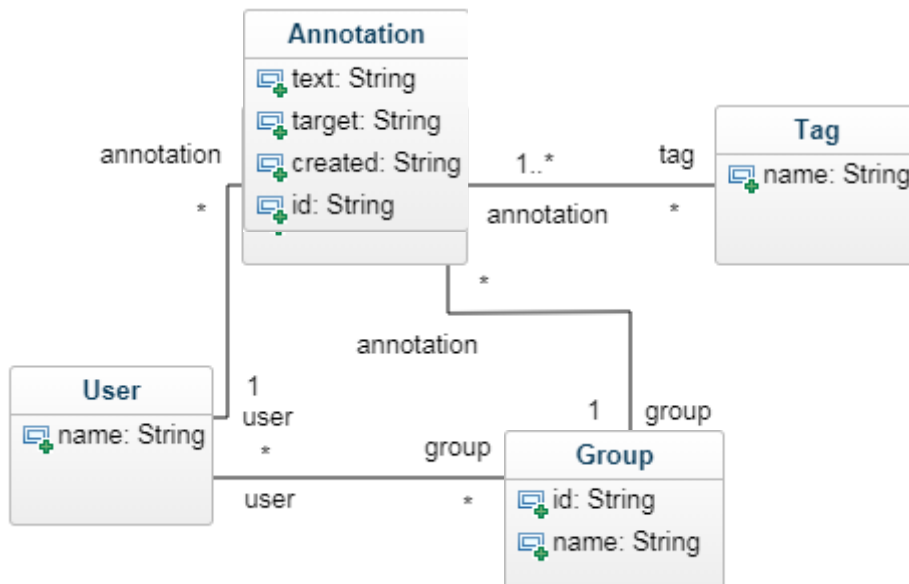 Annotation
text: String
target: String
created: String
id: String
annotation
*
1..*
tag
annotation
*
Tag
name: String
*
annotation
User
name: String
1
user
*
user
group
*
1
group
Group
id: String
name: String